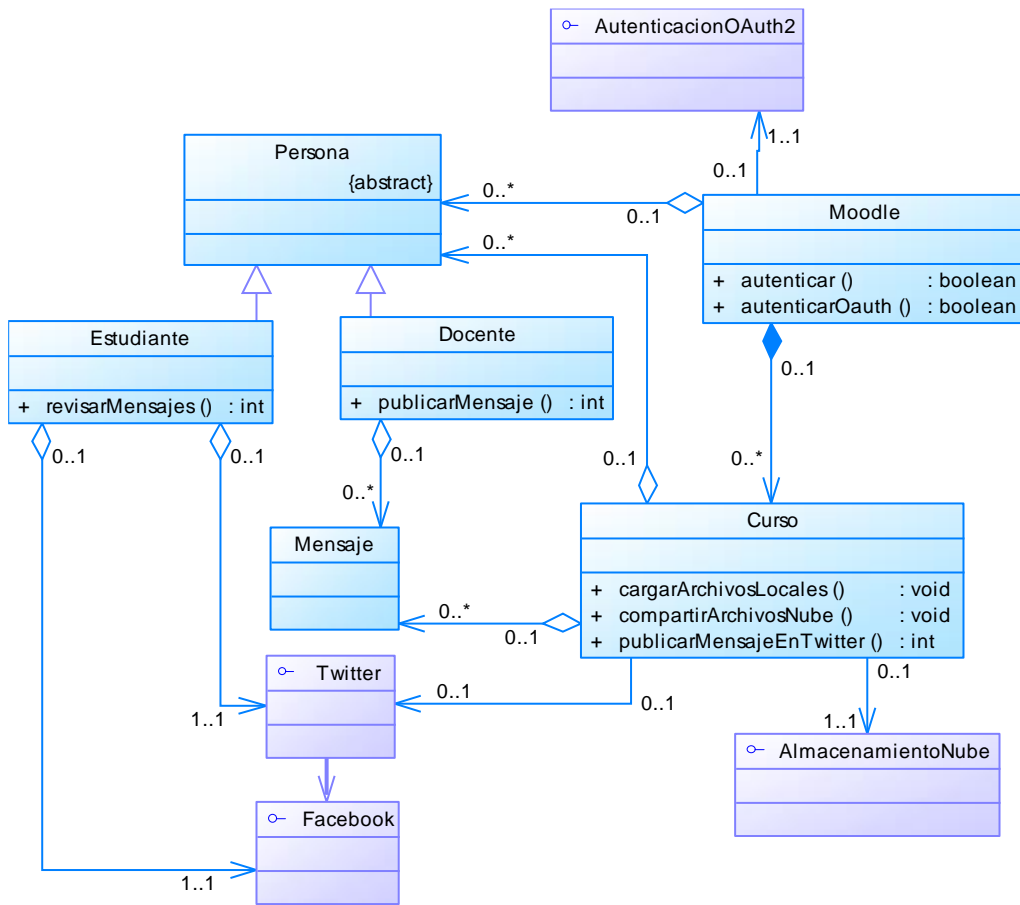 AutenticacionOAuth2
1..1
0..1
Persona
{abstract}
0..*
0..1
Moodle
+ autenticar () : boolean
+ autenticarOauth () : boolean
0..*
Estudiante
+ revisarMensajes () : int
Docente
+ publicarMensaje () : int
0..1
0..1
0..1
0..1
0..*
0..1
0..*
Mensaje
Curso
+ cargarArchivosLocales () : void
+ compartirArchivosNube () : void
+ publicarMensajeEnTwitter () : int
0..*
0..1
Twitter
0..1
0..1
0..1
1..1
1..1
AlmacenamientoNube
Facebook
1..1